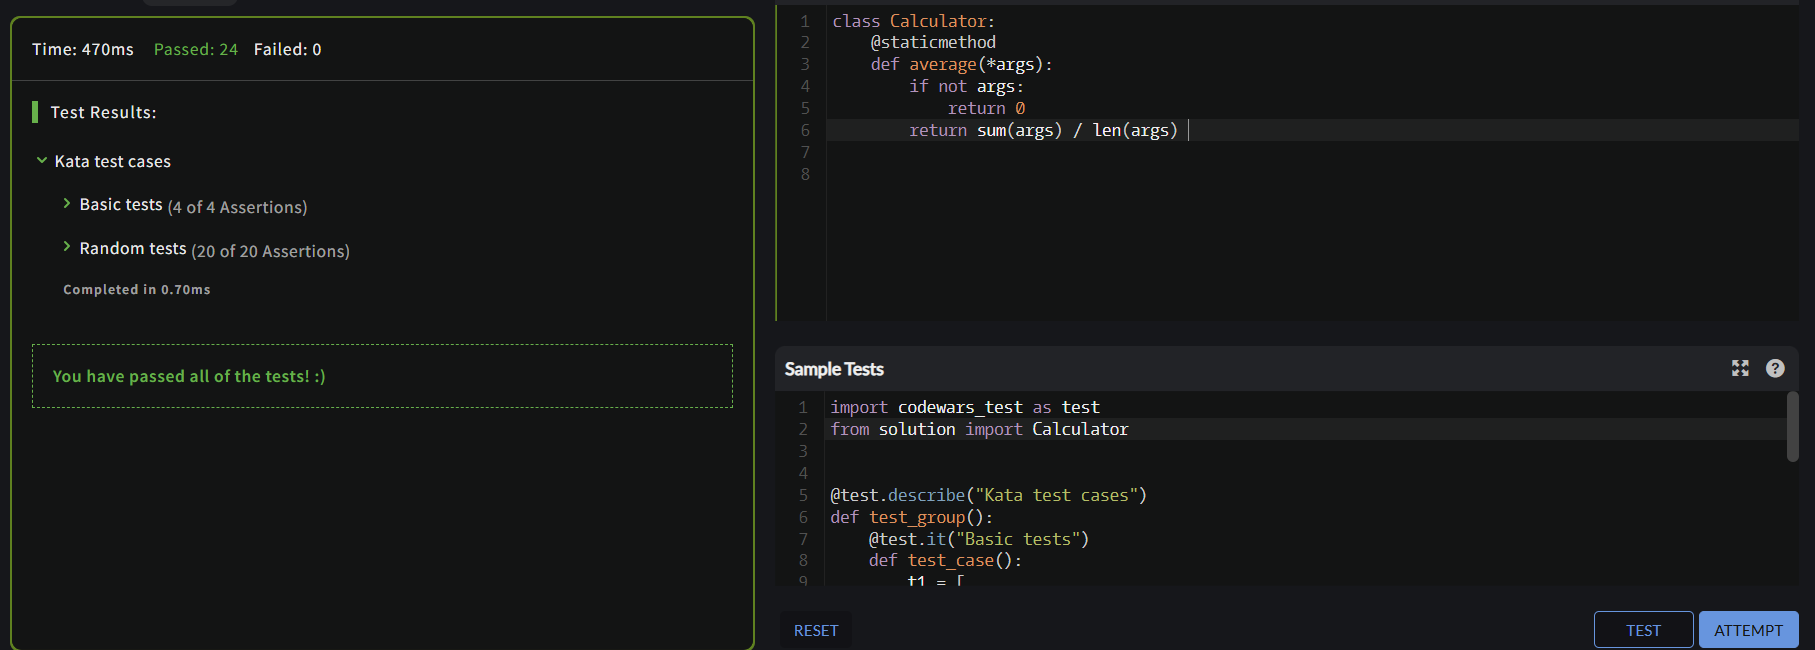 Time: 470ms Passed: 24 Failed: 0
Test Results:
Kata test cases
Basic tests (4 of 4 Assertions)
Random tests (20 of 20 Assertions)
Completed in 0.70ms
You have passed all of the tests! :)
1 class Calculator:
2 @staticmethod
3 def average(*args):
4 if not args:
5 return 0
6 return sum(args) / len(args)
7
8
Sample Tests
?
1 import codewars_test as test
2 from solution import Calculator
3
4
5 @test.describe("Kata test cases")
6 def test_group():
7 @test.it("Basic tests")
8 def test_case():
9 t1 = [
RESET
TEST
ATTEMPT